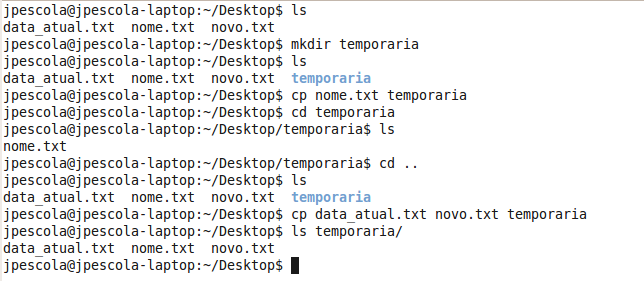 jpescola@jpescola-laptop:~/Desktop$ ls
data_atual.txt  nome.txt  novo.txt
jpescola@jpescola-laptop:~/Desktop$ mkdir temporaria
jpescola@jpescola-laptop:~/Desktop$ ls
data_atual.txt  nome.txt  novo.txt  temporaria
jpescola@jpescola-laptop:~/Desktop$ cp nome.txt temporaria
jpescola@jpescola-laptop:~/Desktop$ cd temporaria
jpescola@jpescola-laptop:~/Desktop/temporaria$ ls
nome.txt
jpescola@jpescola-laptop:~/Desktop/temporaria$ cd ..
jpescola@jpescola-laptop:~/Desktop$ ls
data_atual.txt  nome.txt  novo.txt  temporaria
jpescola@jpescola-laptop:~/Desktop$ cp data_atual.txt novo.txt temporaria
jpescola@jpescola-laptop:~/Desktop$ ls temporaria/
data_atual.txt  nome.txt  novo.txt
jpescola@jpescola-laptop:~/Desktop$